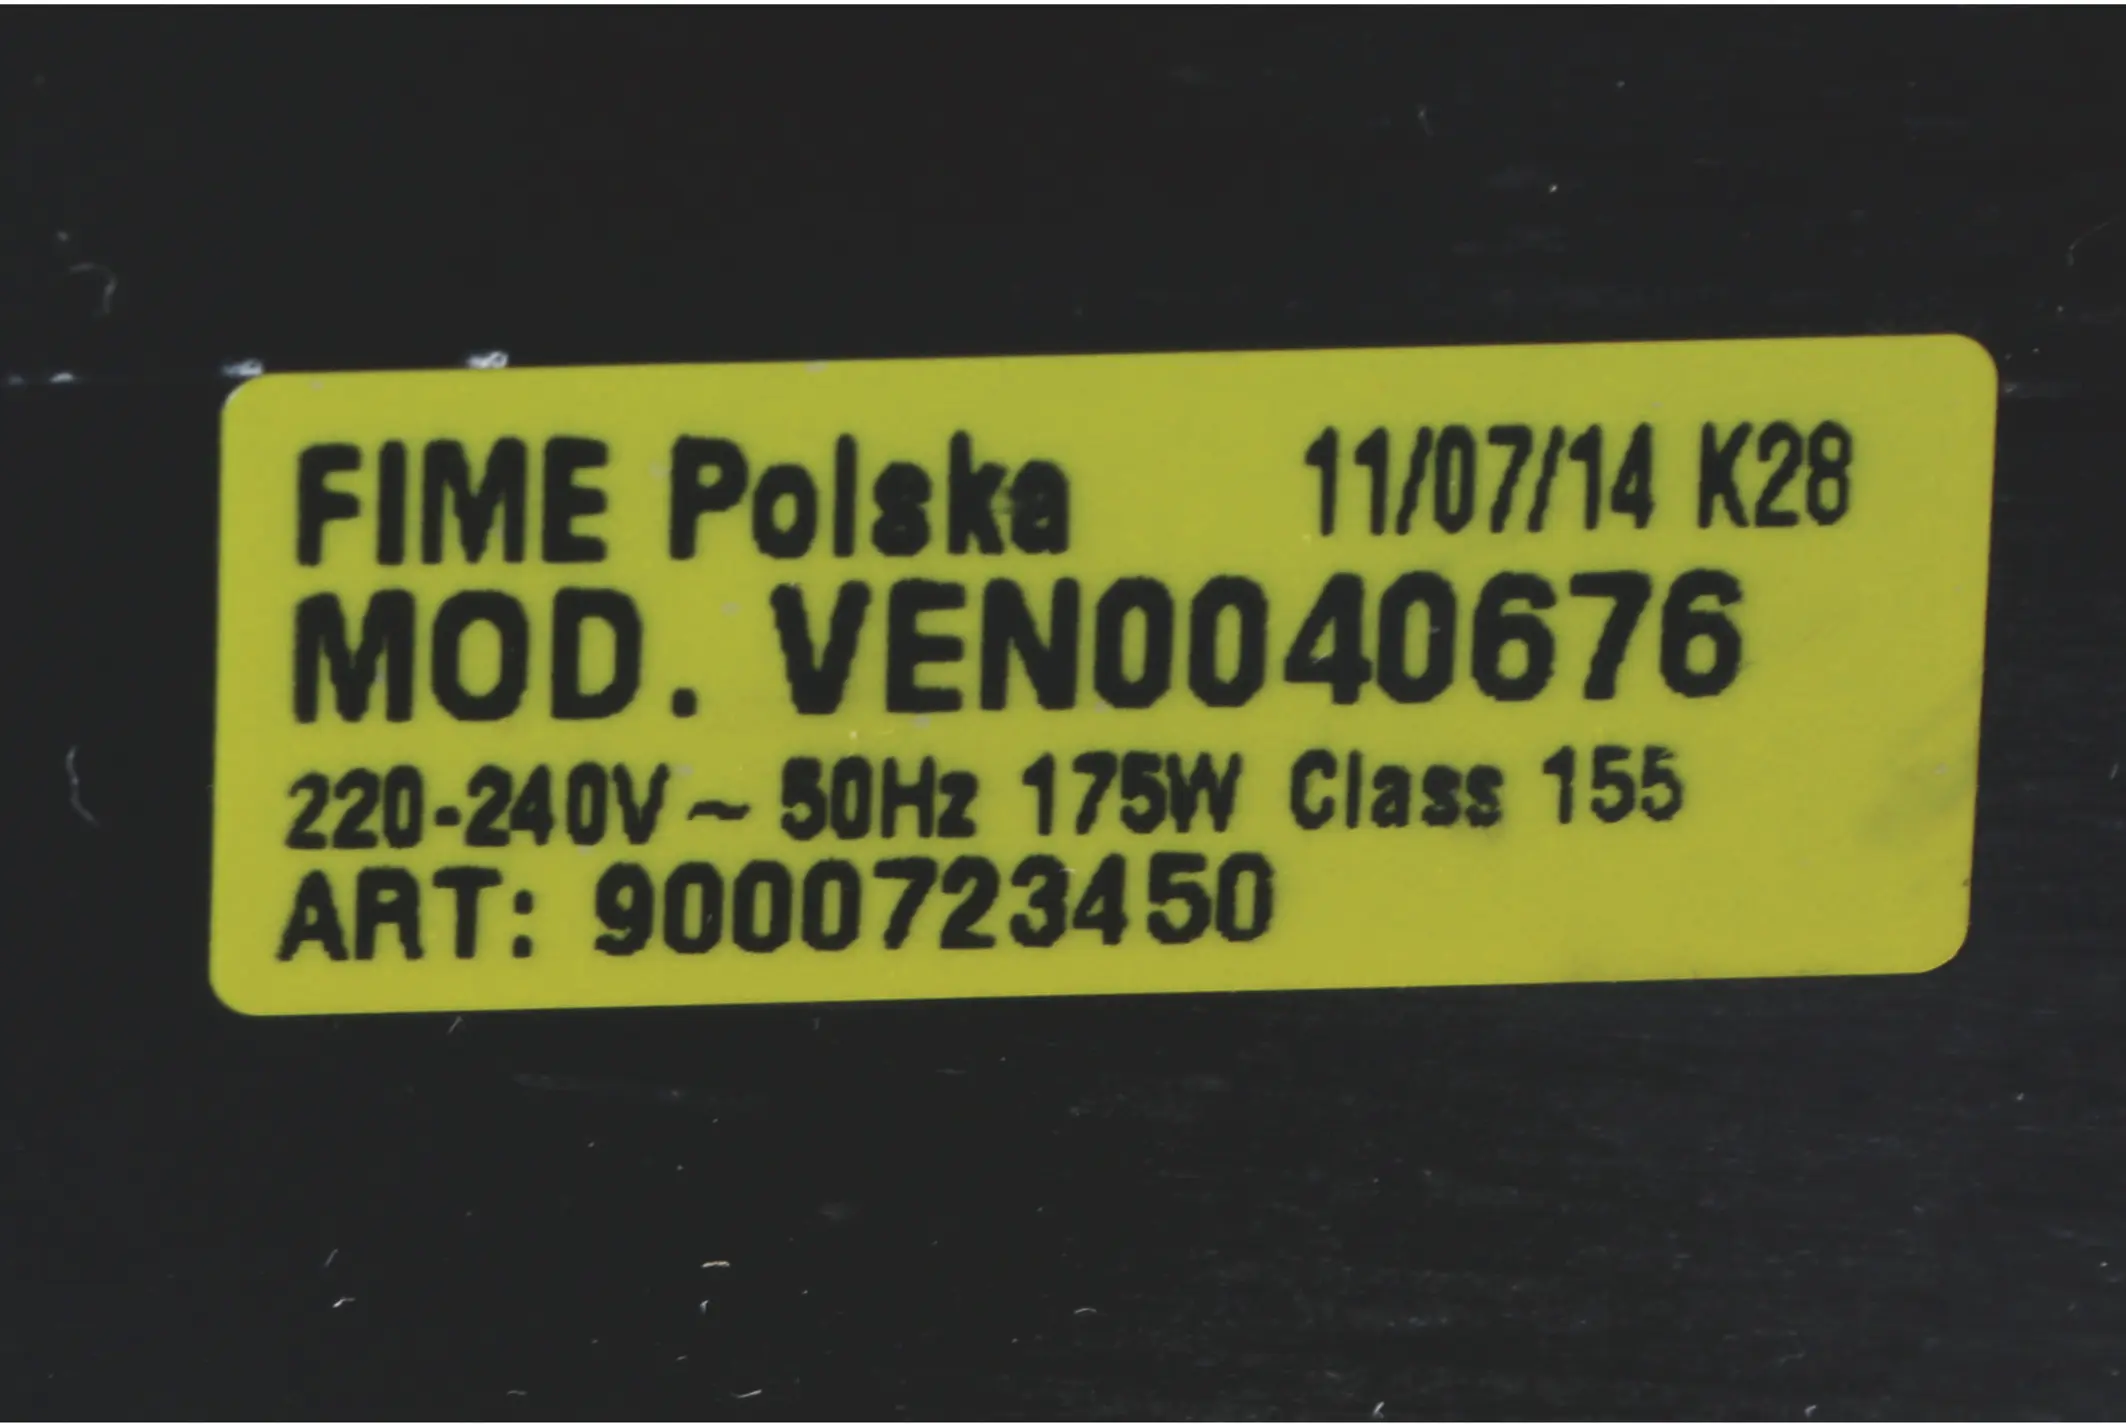 FIME Polska 11/07/14 K28
MOD. VEN0040676
220-240V~ 50Hz 175W Class 155
ART: 9000723450